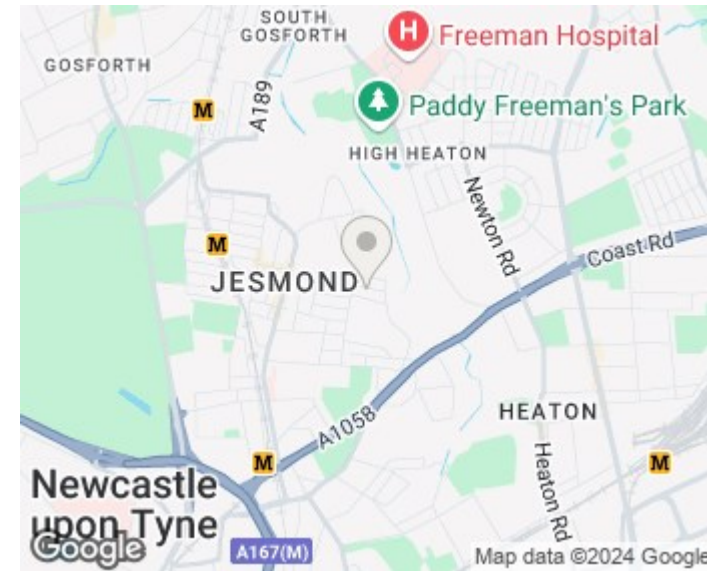 SOUTH
GOSFORTH
H
Freeman Hospital
GOSFORTH
A189
M
Paddy Freeman's Park
HIGH HEATON
Newton Rd
M
Coast Rd
JESMOND
A1058
HEATON
M
M
Heaton Rd
Newcastle
upon Tyne
Google
A167(M)
Map data ©2024 Google